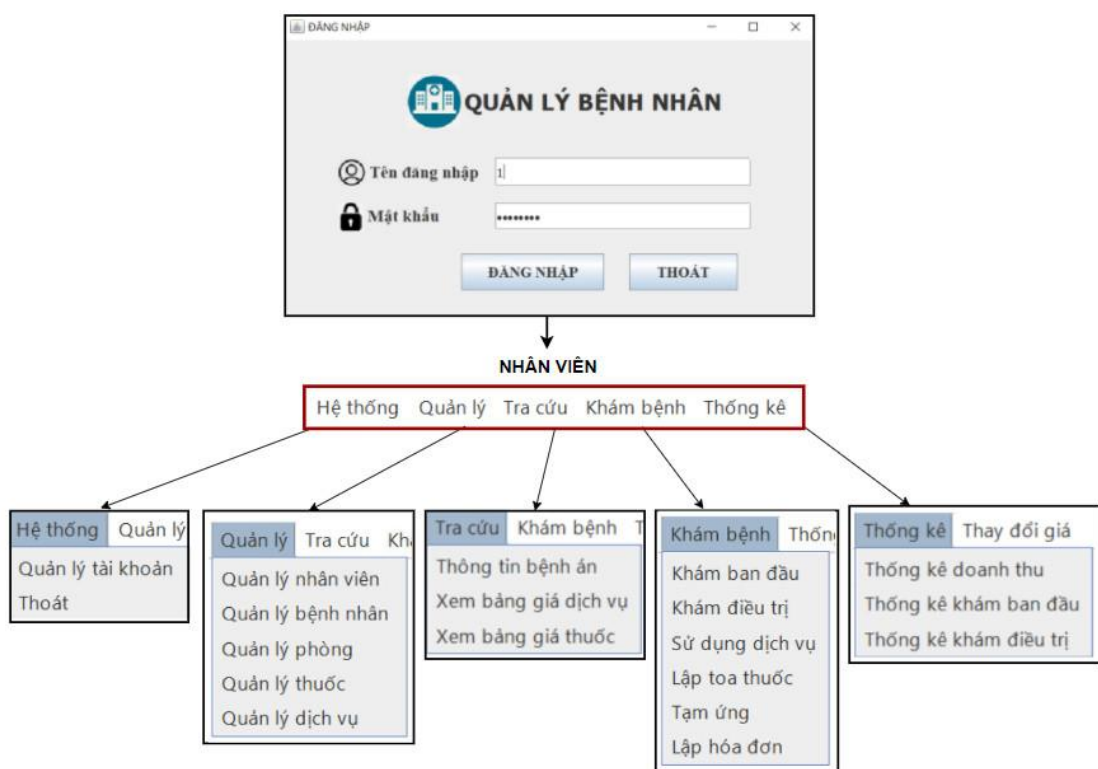 ĐĂNG NHẬP
QUẢN LÝ BỆNH NHÂN
Tên đăng nhập 1
Mật khẩu ••••••••
ĐĂNG NHẬP THOÁT
NHÂN VIÊN
Hệ thống Quản lý Tra cứu Khám bệnh Thống kê
Hệ thống Quản lý
Quản lý tài khoản
Thoát
Quản lý Tra cứu Kh
Quản lý nhân viên
Quản lý bệnh nhân
Quản lý phòng
Quản lý thuốc
Quản lý dịch vụ
Tra cứu Khám bệnh T
Thông tin bệnh án
Xem bảng giá dịch vụ
Xem bảng giá thuốc
Khám bệnh Thốn
Khám ban đầu
Khám điều trị
Sử dụng dịch vụ
Lập toa thuốc
Tạm ứng
Lập hóa đơn
Thống kê Thay đổi giá
Thống kê doanh thu
Thống kê khám ban đầu
Thống kê khám điều trị